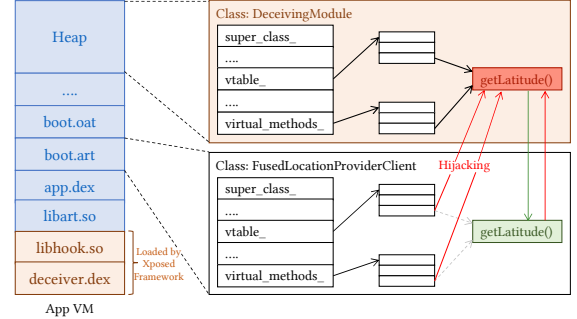 Heap
....
boot.oat
boot.art
app.dex
libart.so
libhook.so
deceiver.dex
App VM
Loaded by
Xposed
Framework
Class: DeceivingModule
super_class_
....
vtable_
....
virtual_methods_
getLatitude()
Hijacking
Class: FusedLocationProviderClient
super_class_
....
vtable_
....
virtual_methods_
getLatitude()